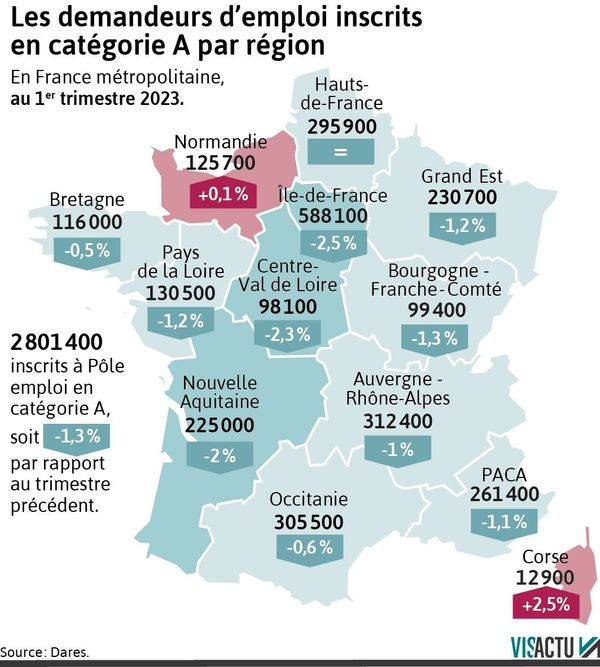 Les demandeurs d’emploi inscrits
en catégorie A par région
En France métropolitaine,
au 1er trimestre 2023.
Hauts-
de-France
295 900
=
Normandie
125 700
+0,1 %
Île-de-France
588 100
-2,5 %
Grand Est
230 700
-1,2 %
Bretagne
116 000
-0,5 %
Pays
de la Loire
130 500
-1,2 %
Centre-
Val de Loire
98 100
-2,3 %
Bourgogne -
Franche-Comté
99 400
-1,3 %
2 801 400
inscrits à Pôle
emploi en
catégorie A,
soit -1,3 %
par rapport
au trimestre
précédent.
Nouvelle
Aquitaine
225 000
-2 %
Auvergne -
Rhône-Alpes
312 400
-1 %
Occitanie
305 500
-0,6 %
PACA
261 400
-1,1 %
Corse
12 900
+2,5 %
Source : Dares.
VISACTU